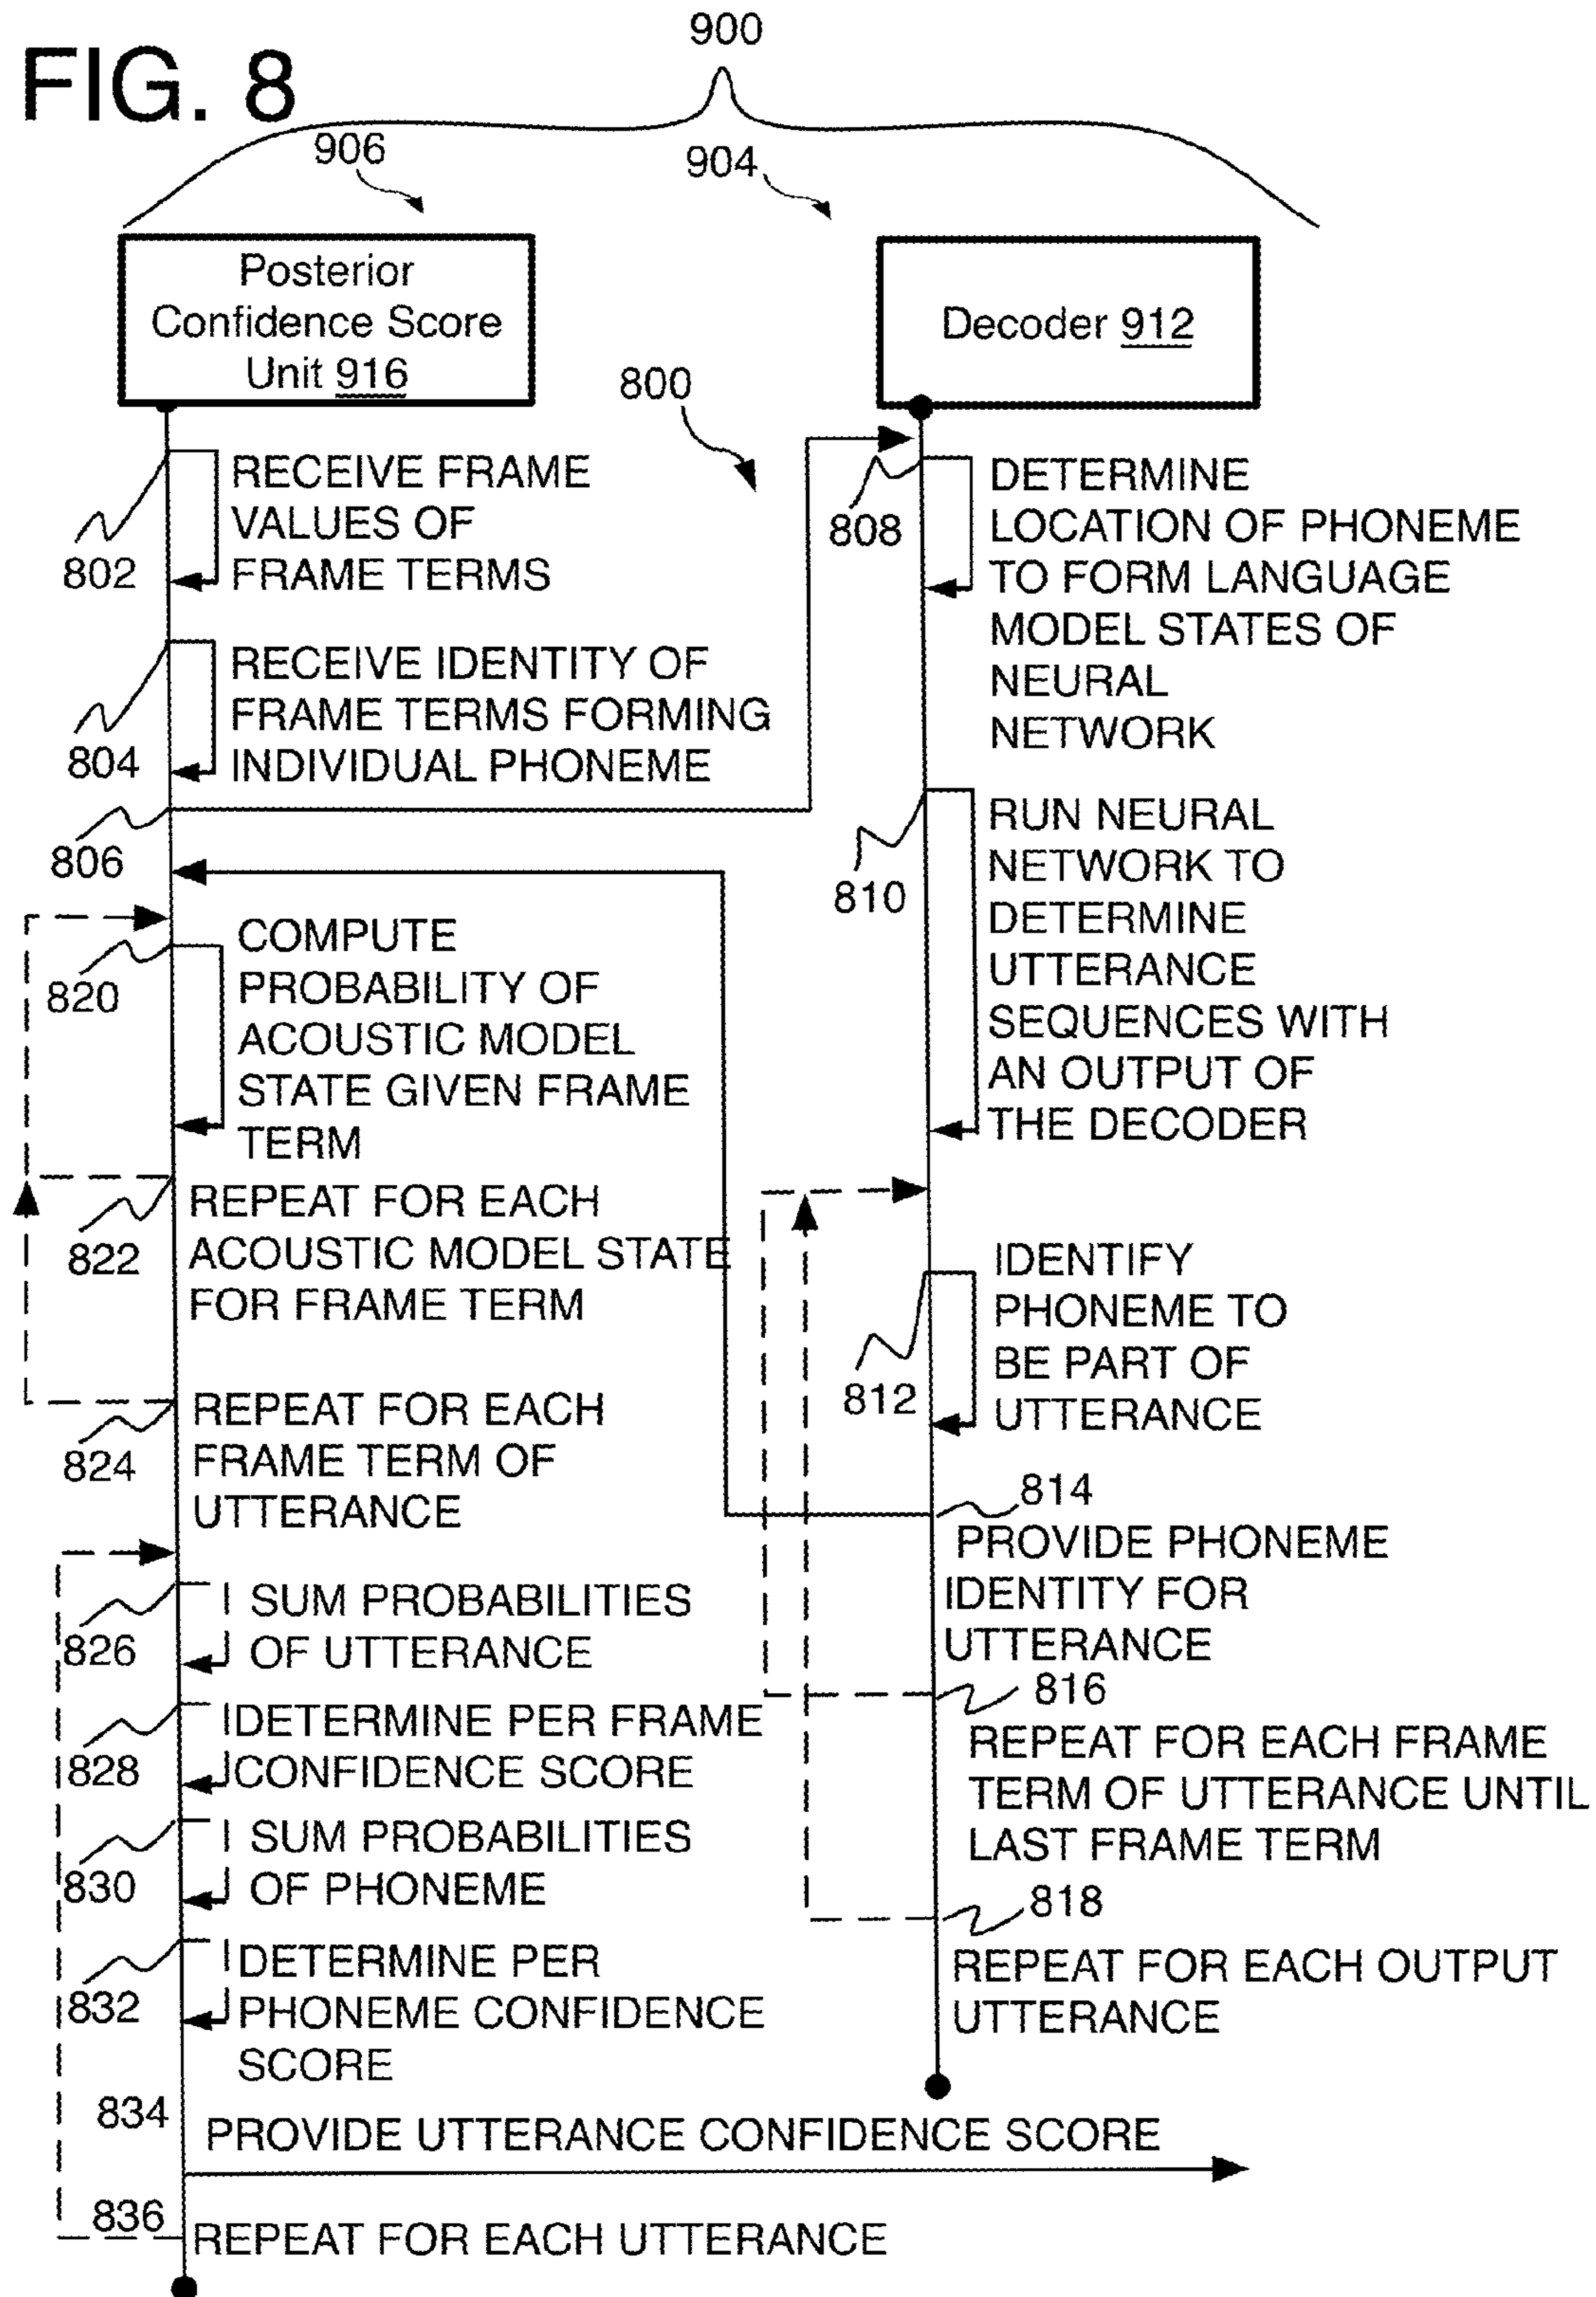 FIG. 8
900
906
904
Posterior
Confidence Score
Unit 916
Decoder 912
800
802
RECEIVE FRAME
VALUES OF
FRAME TERMS
804
RECEIVE IDENTITY OF
FRAME TERMS FORMING
INDIVIDUAL PHONEME
806
808
DETERMINE
LOCATION OF PHONEME
TO FORM LANGUAGE
MODEL STATES OF
NEURAL
NETWORK
810
RUN NEURAL
NETWORK TO
DETERMINE
UTTERANCE
SEQUENCES WITH
AN OUTPUT OF
THE DECODER
812
IDENTIFY
PHONEME TO
BE PART OF
UTTERANCE
814
PROVIDE PHONEME
IDENTITY FOR
UTTERANCE
816
REPEAT FOR EACH FRAME
TERM OF UTTERANCE UNTIL
LAST FRAME TERM
818
REPEAT FOR EACH OUTPUT
UTTERANCE
820
COMPUTE
PROBABILITY OF
ACOUSTIC MODEL
STATE GIVEN FRAME
TERM
822
REPEAT FOR EACH
ACOUSTIC MODEL STATE
FOR FRAME TERM
824
REPEAT FOR EACH
FRAME TERM OF
UTTERANCE
826
SUM PROBABILITIES
OF UTTERANCE
828
DETERMINE PER FRAME
CONFIDENCE SCORE
830
SUM PROBABILITIES
OF PHONEME
832
DETERMINE PER
PHONEME CONFIDENCE
SCORE
834
PROVIDE UTTERANCE CONFIDENCE SCORE
836
REPEAT FOR EACH UTTERANCE